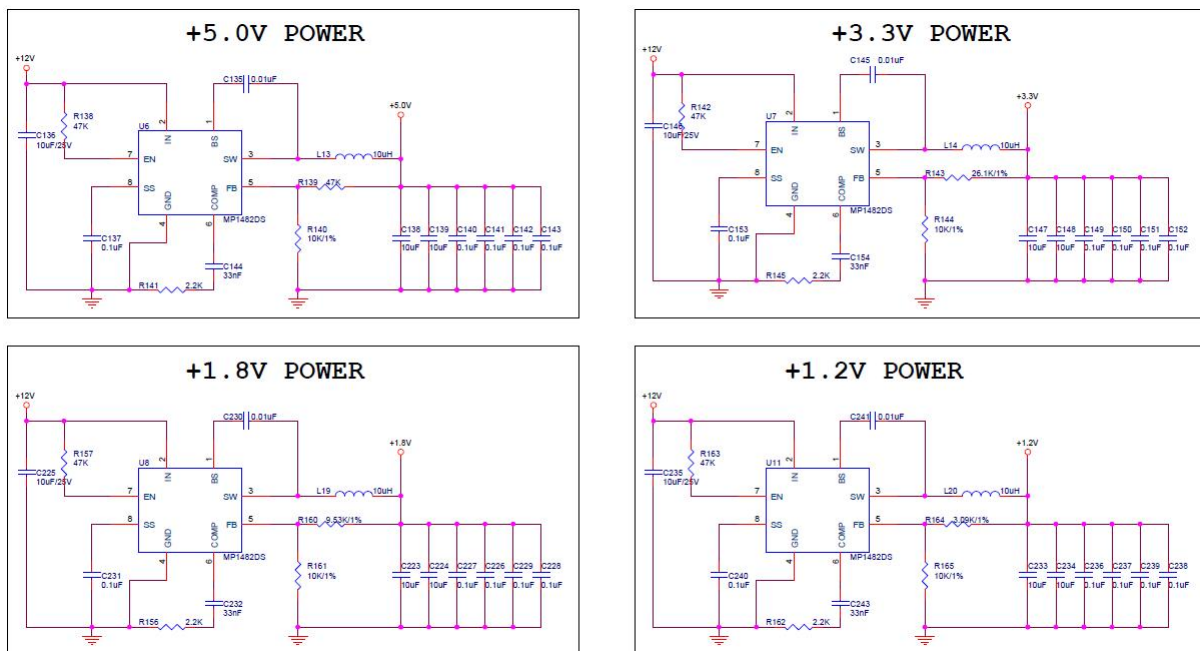 +5.0V POWER
+12V
C135
0.01uF
R138
47K
C136
10uF/25V
U6
2
1
IN
BS
+5.0V
7
EN
SW
3
L13
10uH
8
SS
FB
5
R139
47K
GND
COMP
MP1482DS
4
6
C137
0.1uF
R140
10K/1%
C138
10uF
C139
10uF
C140
0.1uF
C141
0.1uF
C142
0.1uF
C143
0.1uF
C144
33nF
R141
2.2K
+3.3V POWER
+12V
C145
0.01uF
R142
47K
C146
10uF/25V
U7
2
1
IN
BS
+3.3V
7
EN
SW
3
L14
10uH
8
SS
FB
5
R143
26.1K/1%
GND
COMP
MP1482DS
4
6
C153
0.1uF
R144
10K/1%
C147
10uF
C148
10uF
C149
0.1uF
C150
0.1uF
C151
0.1uF
C152
0.1uF
C154
33nF
R145
2.2K
+1.8V POWER
+12V
C230
0.01uF
R157
47K
C225
10uF/25V
U8
2
1
IN
BS
+1.8V
7
EN
SW
3
L19
10uH
8
SS
FB
5
R160
9.53K/1%
GND
COMP
MP1482DS
4
6
C231
0.1uF
R161
10K/1%
C223
10uF
C224
10uF
C227
0.1uF
C226
0.1uF
C229
0.1uF
C228
0.1uF
C232
33nF
R156
2.2K
+1.2V POWER
+12V
C241
0.01uF
R163
47K
C235
10uF/25V
U11
2
1
IN
BS
+1.2V
7
EN
SW
3
L20
10uH
8
SS
FB
5
R164
3.09K/1%
GND
COMP
MP1482DS
4
6
C240
0.1uF
R165
10K/1%
C233
10uF
C234
10uF
C236
0.1uF
C237
0.1uF
C239
0.1uF
C238
0.1uF
C243
33nF
R162
2.2K